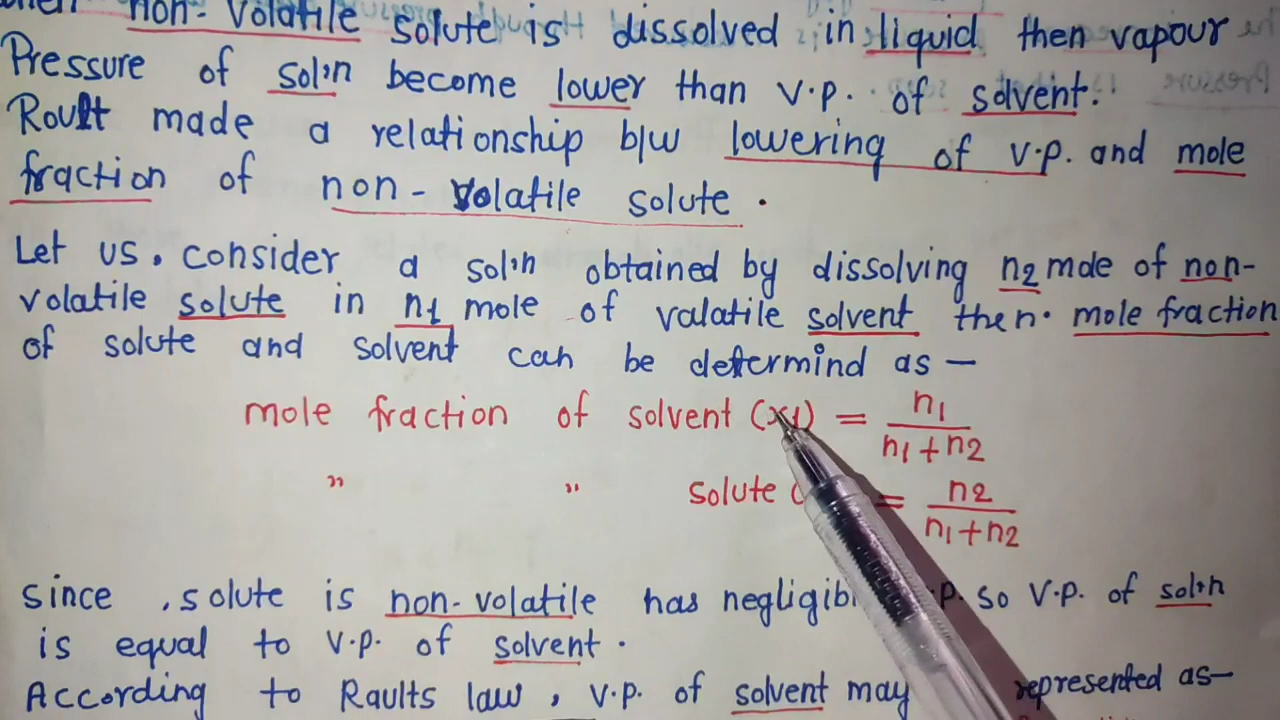 non-volatile solute is dissolved in liquid then vapour
Pressure of sol'n become lower than v.p. of solvent.
Roult made a relationship b/w lowering of v.p. and mole
fraction of non-volatile solute.
Let us. consider a sol'n obtained by dissolving n2 mole of non-
volatile solute in n1 mole of valatile solvent then. mole fraction
of solute and solvent can be determind as —
mole fraction of solvent (x1) = n1/(n1+n2)
" " solute ( = n2/(n1+n2)
Since, solute is non-volatile has negligibl P. so V.P. of sol'n
is equal to v.p. of solvent.
According to Raults law, v.p. of solvent may represented as—